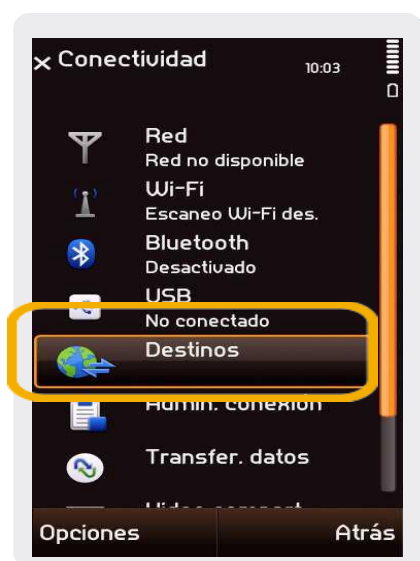 Conectividad
10:03
Red
Red no disponible
Wi-Fi
Escaneo Wi-Fi des.
Bluetooth
Desactivado
USB
No conectado
Destinos
Admin. conexión
Transfer. datos
Opciones
Atrás